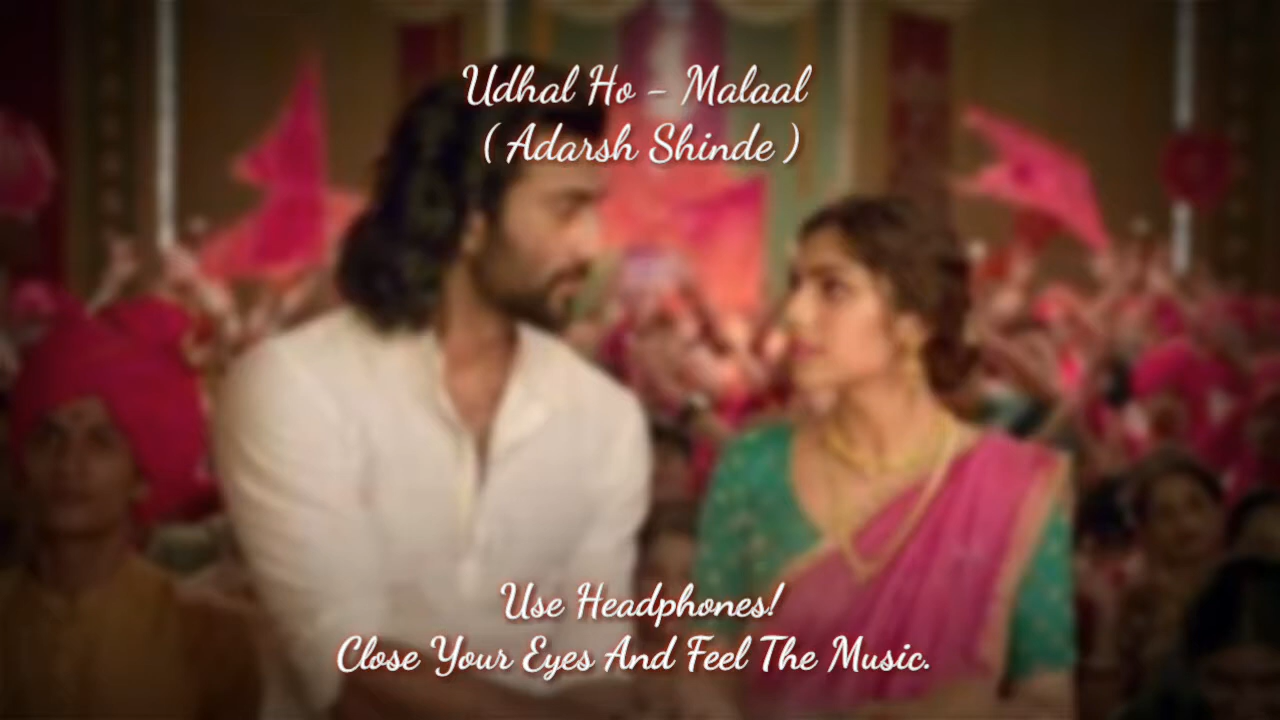 Udhal Ho - Malaal
( Adarsh Shinde )
Use Headphones!
Close Your Eyes And Feel The Music.